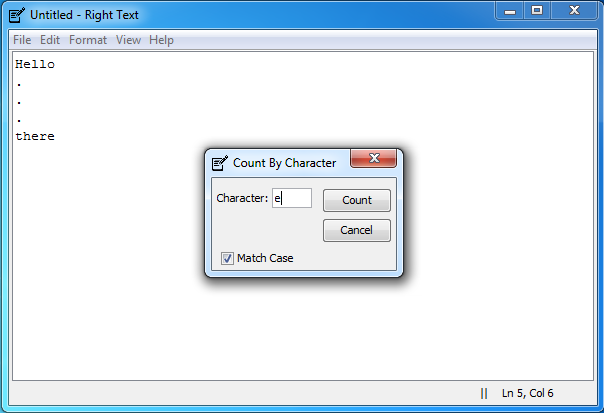 Untitled - Right Text
File Edit Format View Help
Hello
.
.
.
there
Count By Character
Character: e
Count
Cancel
Match Case
Ln 5, Col 6